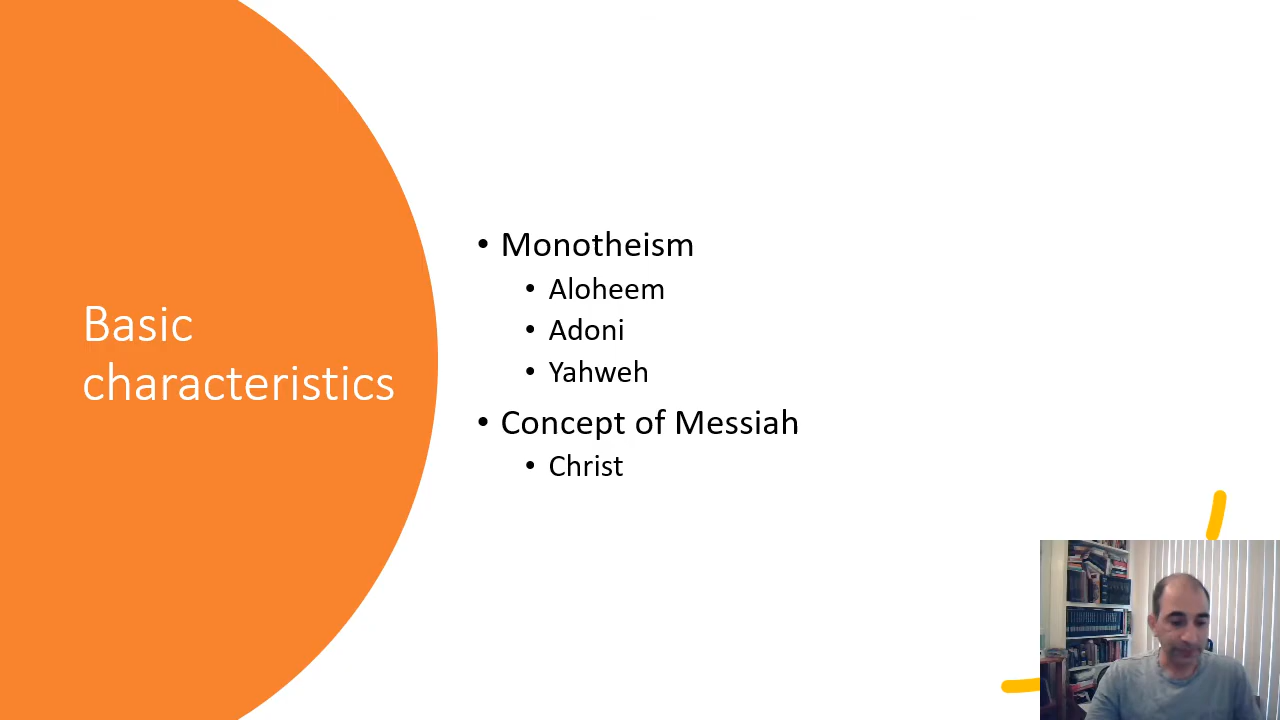 Basic
characteristics
• Monotheism
• Aloheem
• Adoni
• Yahweh
• Concept of Messiah
• Christ